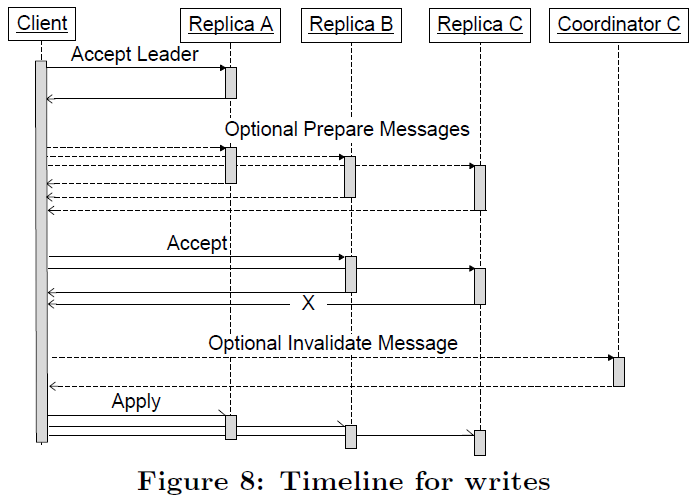 Client Replica A Replica B Replica C Coordinator C
Accept Leader
Optional Prepare Messages
Accept
X
Optional Invalidate Message
Apply
Figure 8: Timeline for writes